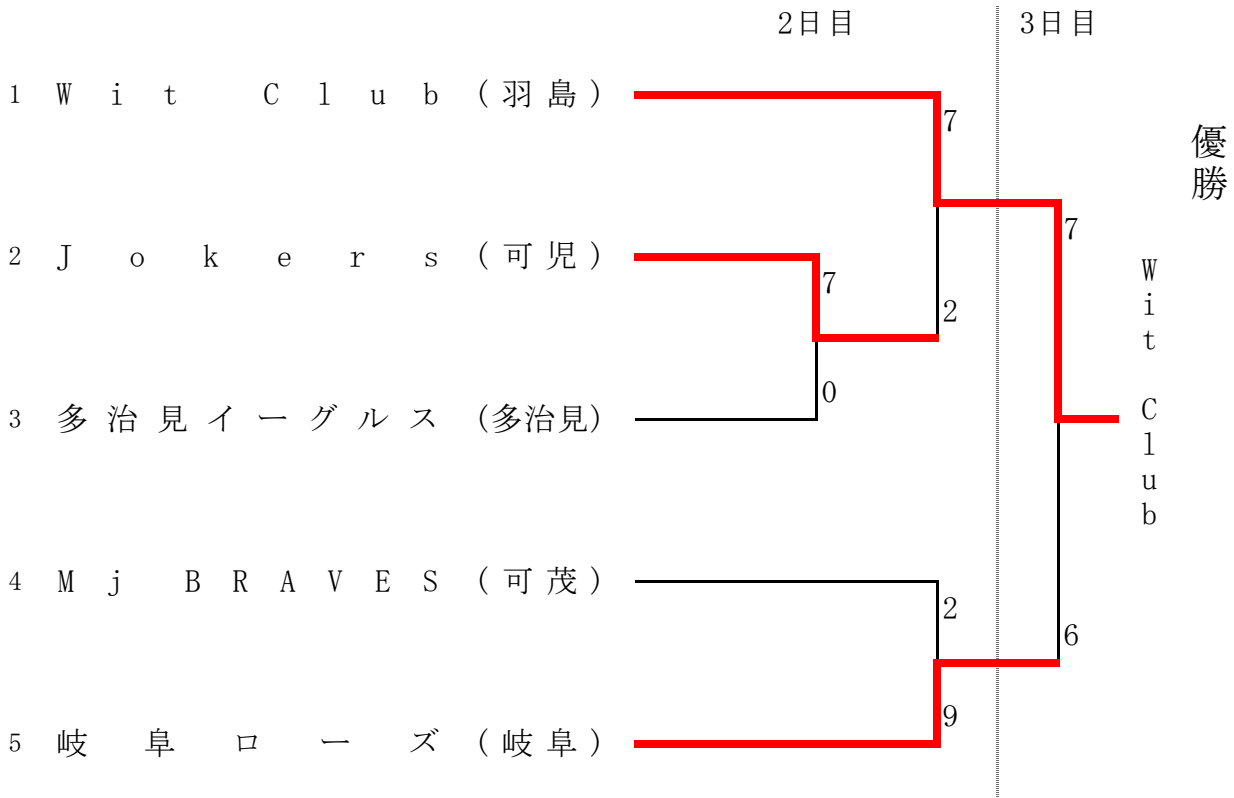 2日目 3日目
1 Wit Club (羽島)
7
優勝
7
2 Jokers (可児)
7
2
Wit Club
0
3 多治見イーグルス (多治見)
4 Mj BRAVES (可茂)
2
6
9
5 岐阜ローズ (岐阜)